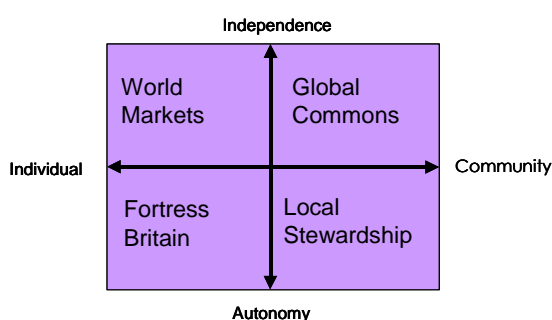 Independence
World
Markets
Global
Commons
Individual
Community
Fortress
Britain
Local
Stewardship
Autonomy